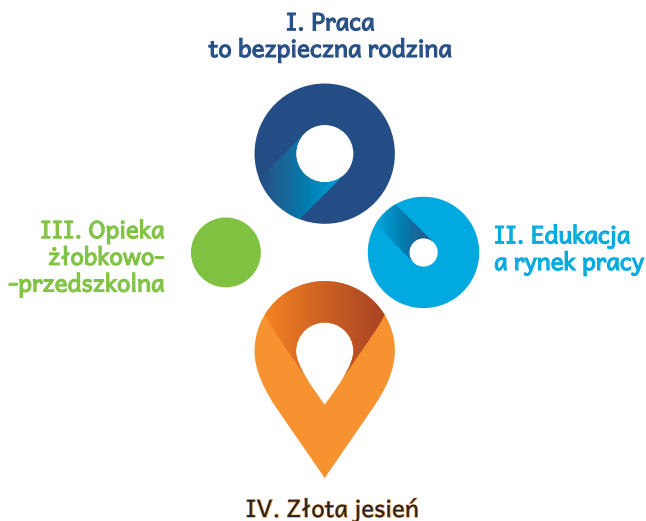 I. Praca
to bezpieczna rodzina
III. Opieka
żłobkowo-
-przedszkolna
II. Edukacja
a rynek pracy
IV. Złota jesień